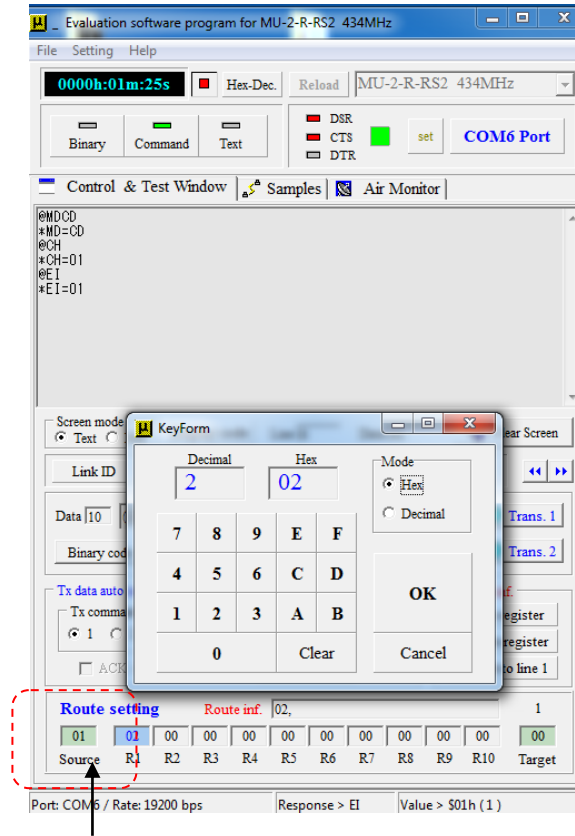 _ Evaluation software program for MU-2-R-RS2 434MHz
File Setting Help
0000h:01m:25s Hex-Dec. Reload MU-2-R-RS2 434MHz
DSR
Binary Command Text CTS set COM6 Port
DTR
Control & Test Window Samples Air Monitor
@MDCD
*MD=CD
@CH
*CH=01
@EI
*EI=01
Screen mode
Text ear Screen
KeyForm
Decimal Hex Mode
2 02 Hex
Decimal
7 8 9 E F
4 5 6 C D
1 2 3 A B
0 Clear
OK
Cancel
Link ID
Data 10 Trans. 1
Binary cod Trans. 2
Tx data auto
Tx comma egister
1 register
ACK to line 1
Route setting Route inf. 02, 1
01 02 00 00 00 00 00 00 00 00 00 00
Source R1 R2 R3 R4 R5 R6 R7 R8 R9 R10 Target
Port: COM6 / Rate: 19200 bps Response > EI Value > $01h ( 1 )